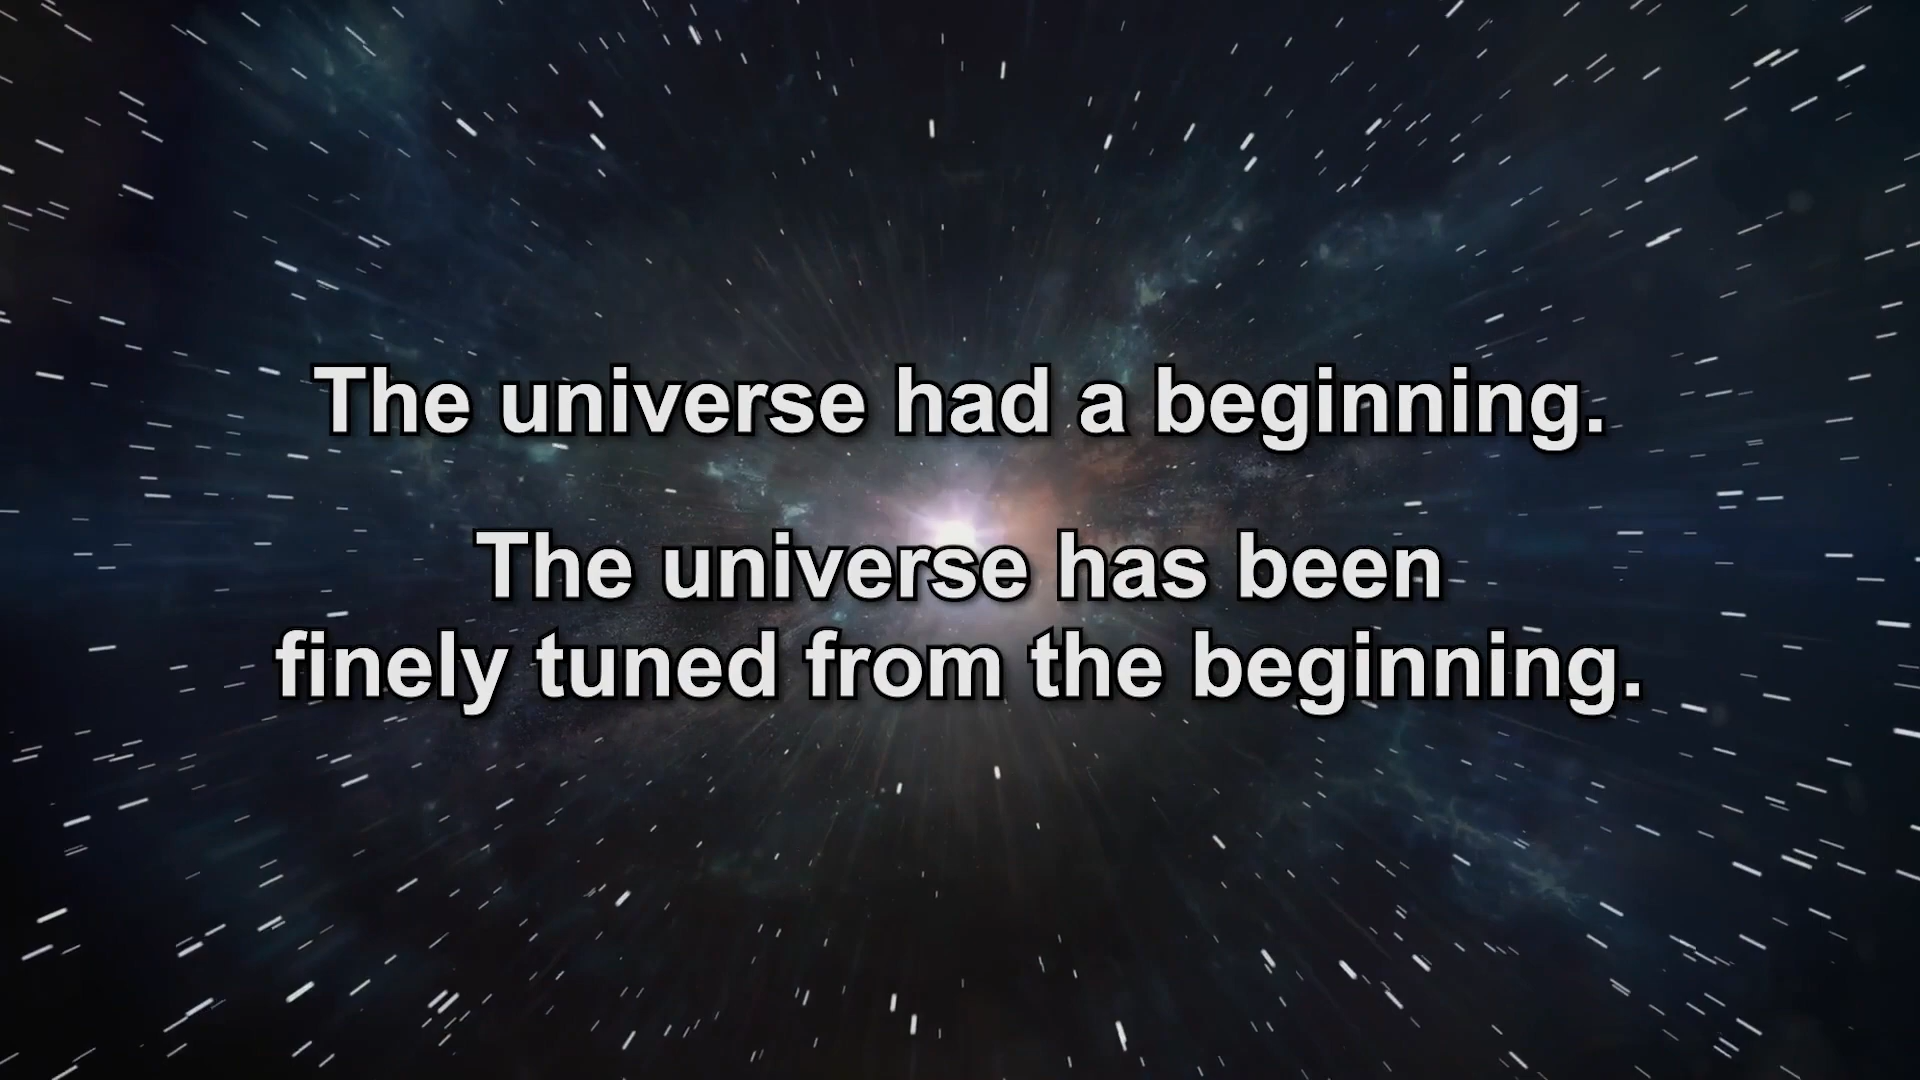 The universe had a beginning.
The universe has been
finely tuned from the beginning.